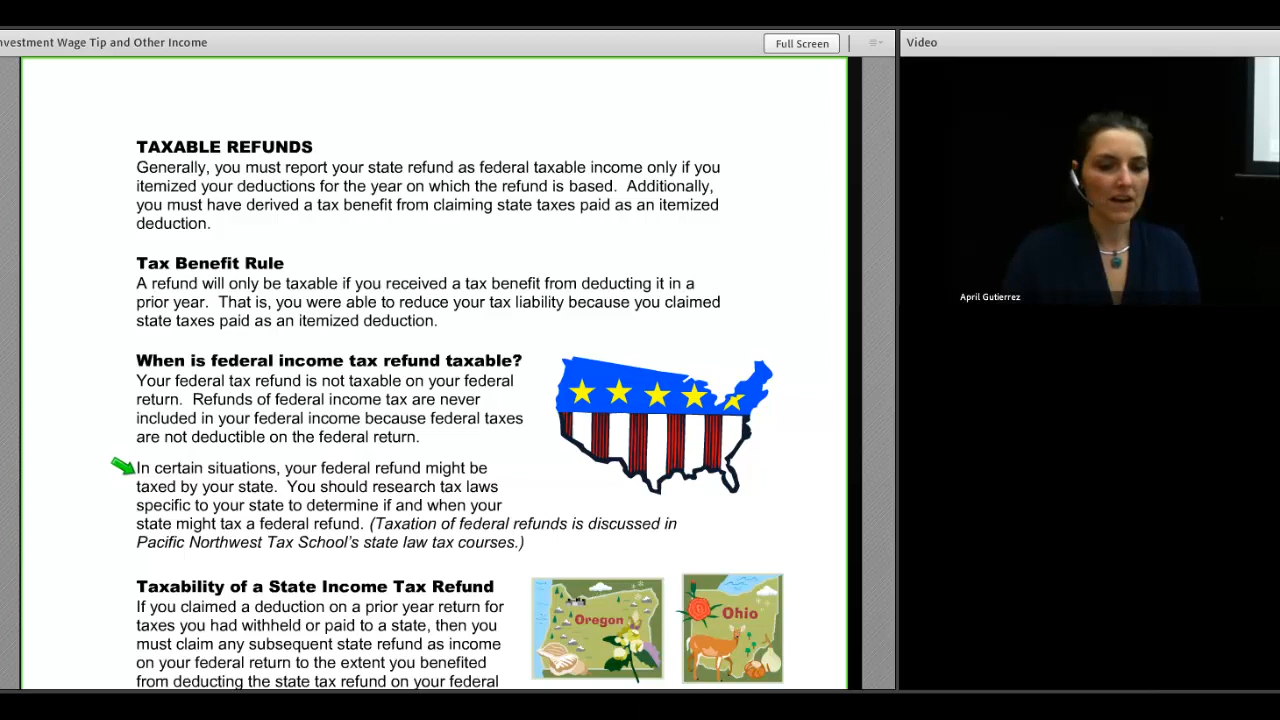 nvestment Wage Tip and Other Income
Full Screen
Video
TAXABLE REFUNDS
Generally, you must report your state refund as federal taxable income only if you
itemized your deductions for the year on which the refund is based.  Additionally,
you must have derived a tax benefit from claiming state taxes paid as an itemized
deduction.
Tax Benefit Rule
A refund will only be taxable if you received a tax benefit from deducting it in a
prior year.  That is, you were able to reduce your tax liability because you claimed
state taxes paid as an itemized deduction.
When is federal income tax refund taxable?
Your federal tax refund is not taxable on your federal
return.  Refunds of federal income tax are never
included in your federal income because federal taxes
are not deductible on the federal return.
In certain situations, your federal refund might be
taxed by your state.  You should research tax laws
specific to your state to determine if and when your
state might tax a federal refund. (Taxation of federal refunds is discussed in
Pacific Northwest Tax School's state law tax courses.)
Taxability of a State Income Tax Refund
If you claimed a deduction on a prior year return for
taxes you had withheld or paid to a state, then you
must claim any subsequent state refund as income
on your federal return to the extent you benefited
from deducting the state tax refund on your federal
Oregon
Ohio
April Gutierrez